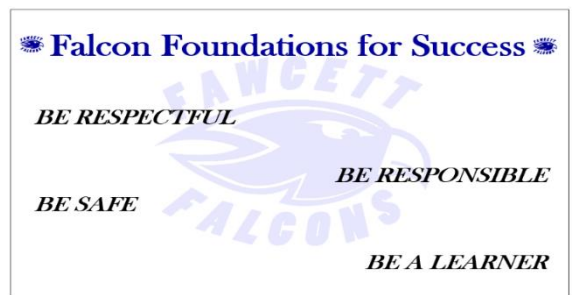 Falcon Foundations for Success
FAWCETT
BE RESPECTFUL
BE RESPONSIBLE
BE SAFE
FALCONS
BE A LEARNER